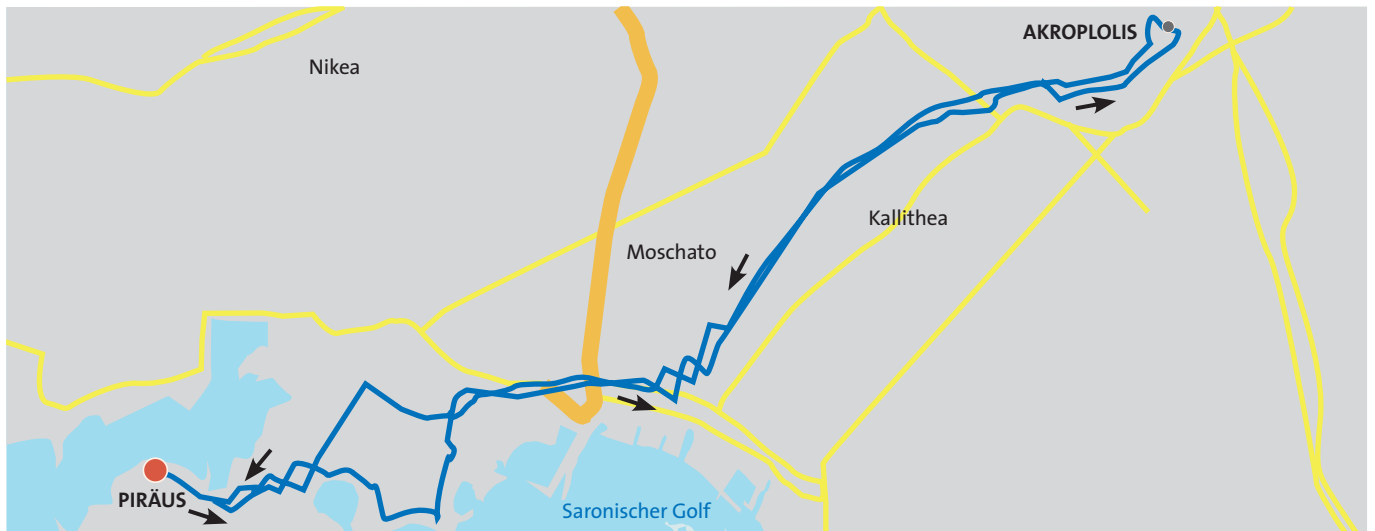 AKROPLOLIS
Nikea
Kallithea
Moschato
PIRÄUS
Saronischer Golf